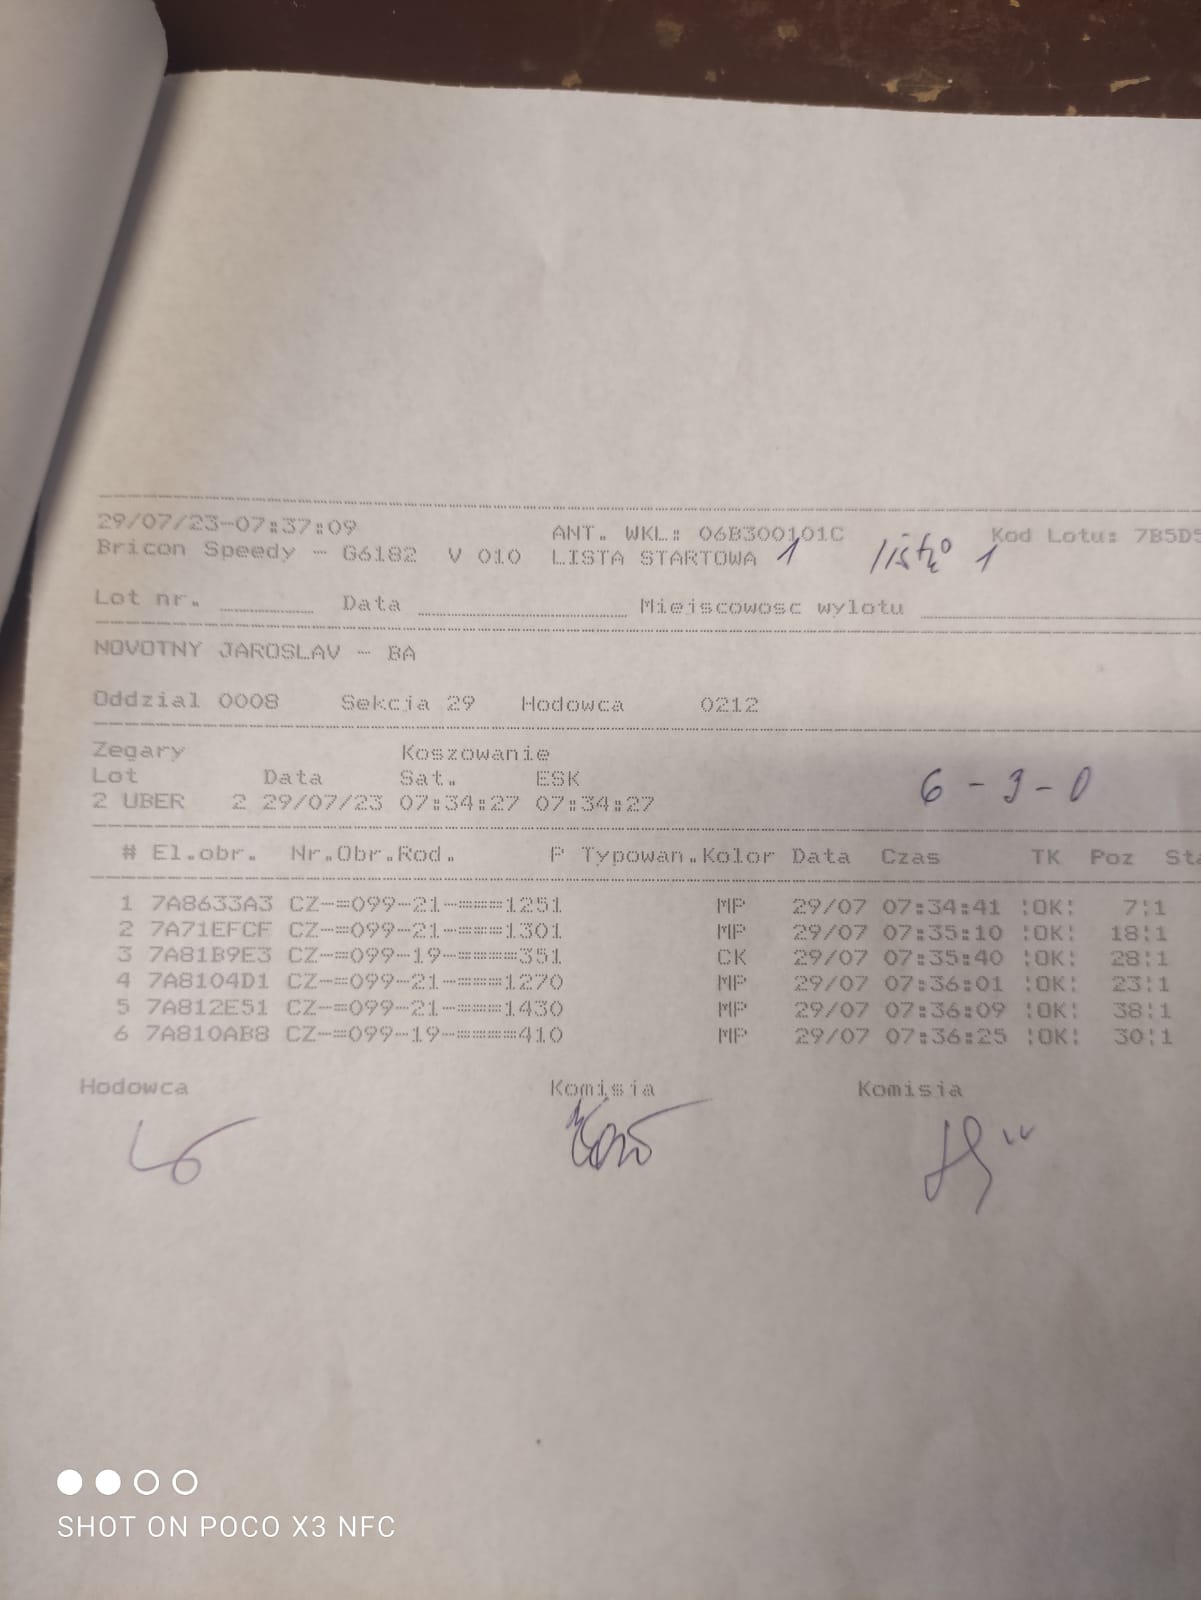 29/07/23-07:37:09 ANT. WKL.: 06B300101C Kod Lotu: 7B5D5
Bricon Speedy - G6182 V 010 LISTA STARTOWA 1 1
Lot nr. Data Miejscowosc wylotu
NOVOTNY JAROSLAV - BA
Oddzial 0008 Sekcja 29 Hodowca 0212
Zegary Koszowanie
Lot Data Sat. ESK
2 UBER 2 29/07/23 07:34:27 07:34:27
6 - 3 - 0
# El.obr. Nr.Obr.Rod. P Typowan.Kolor Data Czas TK Poz Sta
1 7A8633A3 CZ-=099-21-====1251 MP 29/07 07:34:41 :OK: 7:1
2 7A71EFCF CZ-=099-21-====1301 MP 29/07 07:35:10 :OK: 18:1
3 7A81B9E3 CZ-=099-19-=====351 CK 29/07 07:35:40 :OK: 28:1
4 7A8104D1 CZ-=099-21-====1270 MP 29/07 07:36:01 :OK: 23:1
5 7A812E51 CZ-=099-21-====1430 MP 29/07 07:36:09 :OK: 38:1
6 7A810AB8 CZ-=099-19-=====410 MP 29/07 07:36:25 :OK: 30:1
Hodowca Komisja Komisja
SHOT ON POCO X3 NFC